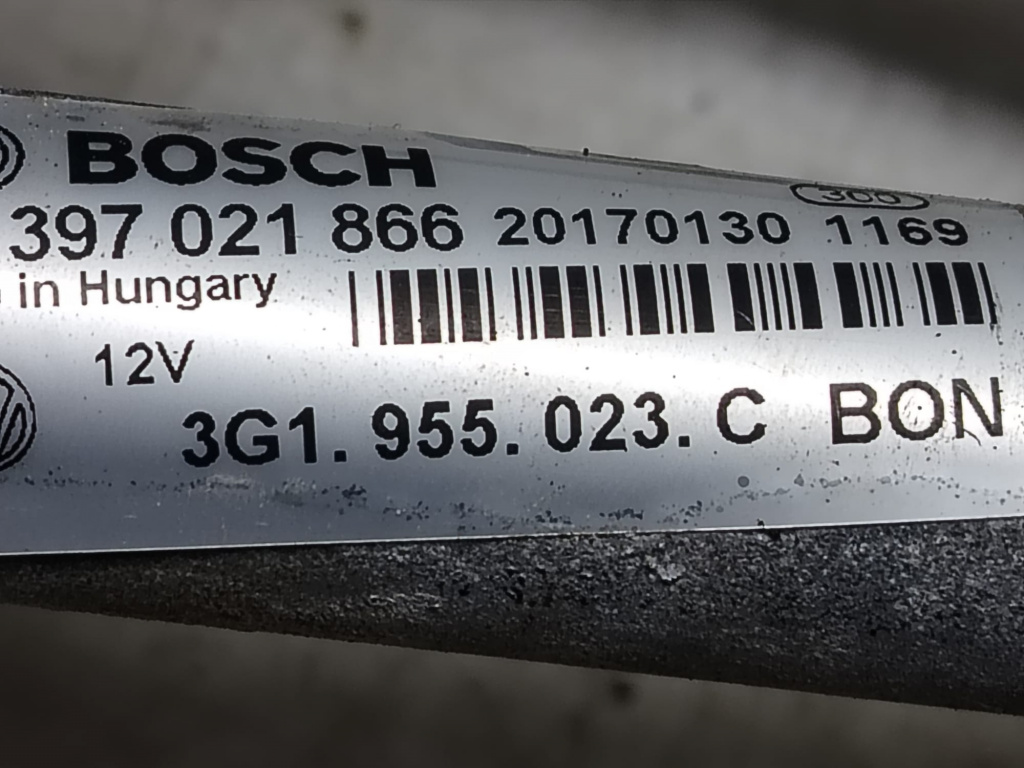 BOSCH
300
397 021 866 20170130 1169
in Hungary
12V
3G1. 955. 023. C BON